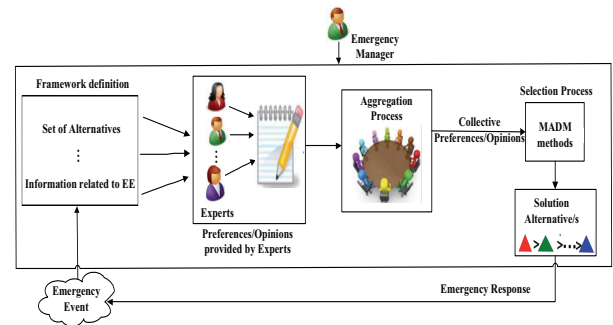 Emergency
Manager
Framework definition
Set of Alternatives
⋮
Information related to EE
Experts
Preferences/Opinions
provided by Experts
Aggregation
Process
Collective
Preferences/Opinions
Selection Process
MADM
methods
Solution
Alternative/s
> > ... >
Emergency Response
Emergency
Event